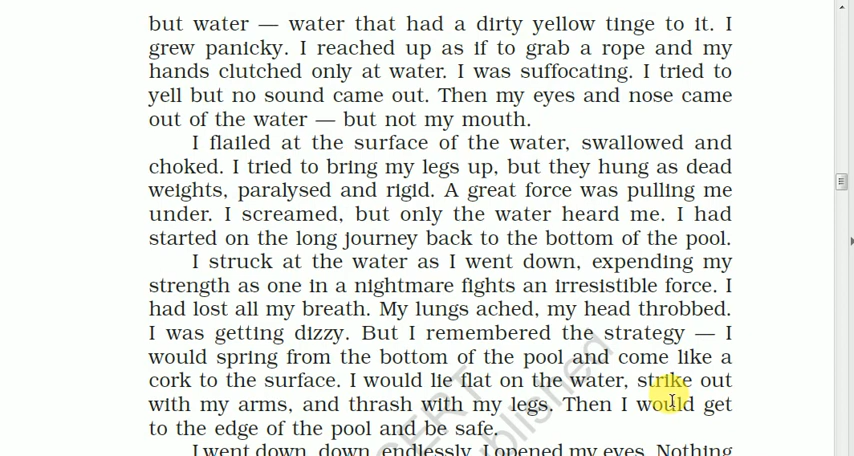 but water — water that had a dirty yellow tinge to it. I
grew panicky. I reached up as if to grab a rope and my
hands clutched only at water. I was suffocating. I tried to
yell but no sound came out. Then my eyes and nose came
out of the water — but not my mouth.
I flailed at the surface of the water, swallowed and
choked. I tried to bring my legs up, but they hung as dead
weights, paralysed and rigid. A great force was pulling me
under. I screamed, but only the water heard me. I had
started on the long journey back to the bottom of the pool.
I struck at the water as I went down, expending my
strength as one in a nightmare fights an irresistible force. I
had lost all my breath. My lungs ached, my head throbbed.
I was getting dizzy. But I remembered the strategy — I
would spring from the bottom of the pool and come like a
cork to the surface. I would lie flat on the water, strike out
with my arms, and thrash with my legs. Then I would get
to the edge of the pool and be safe.
I went down, down, endlessly. I opened my eyes. Nothing